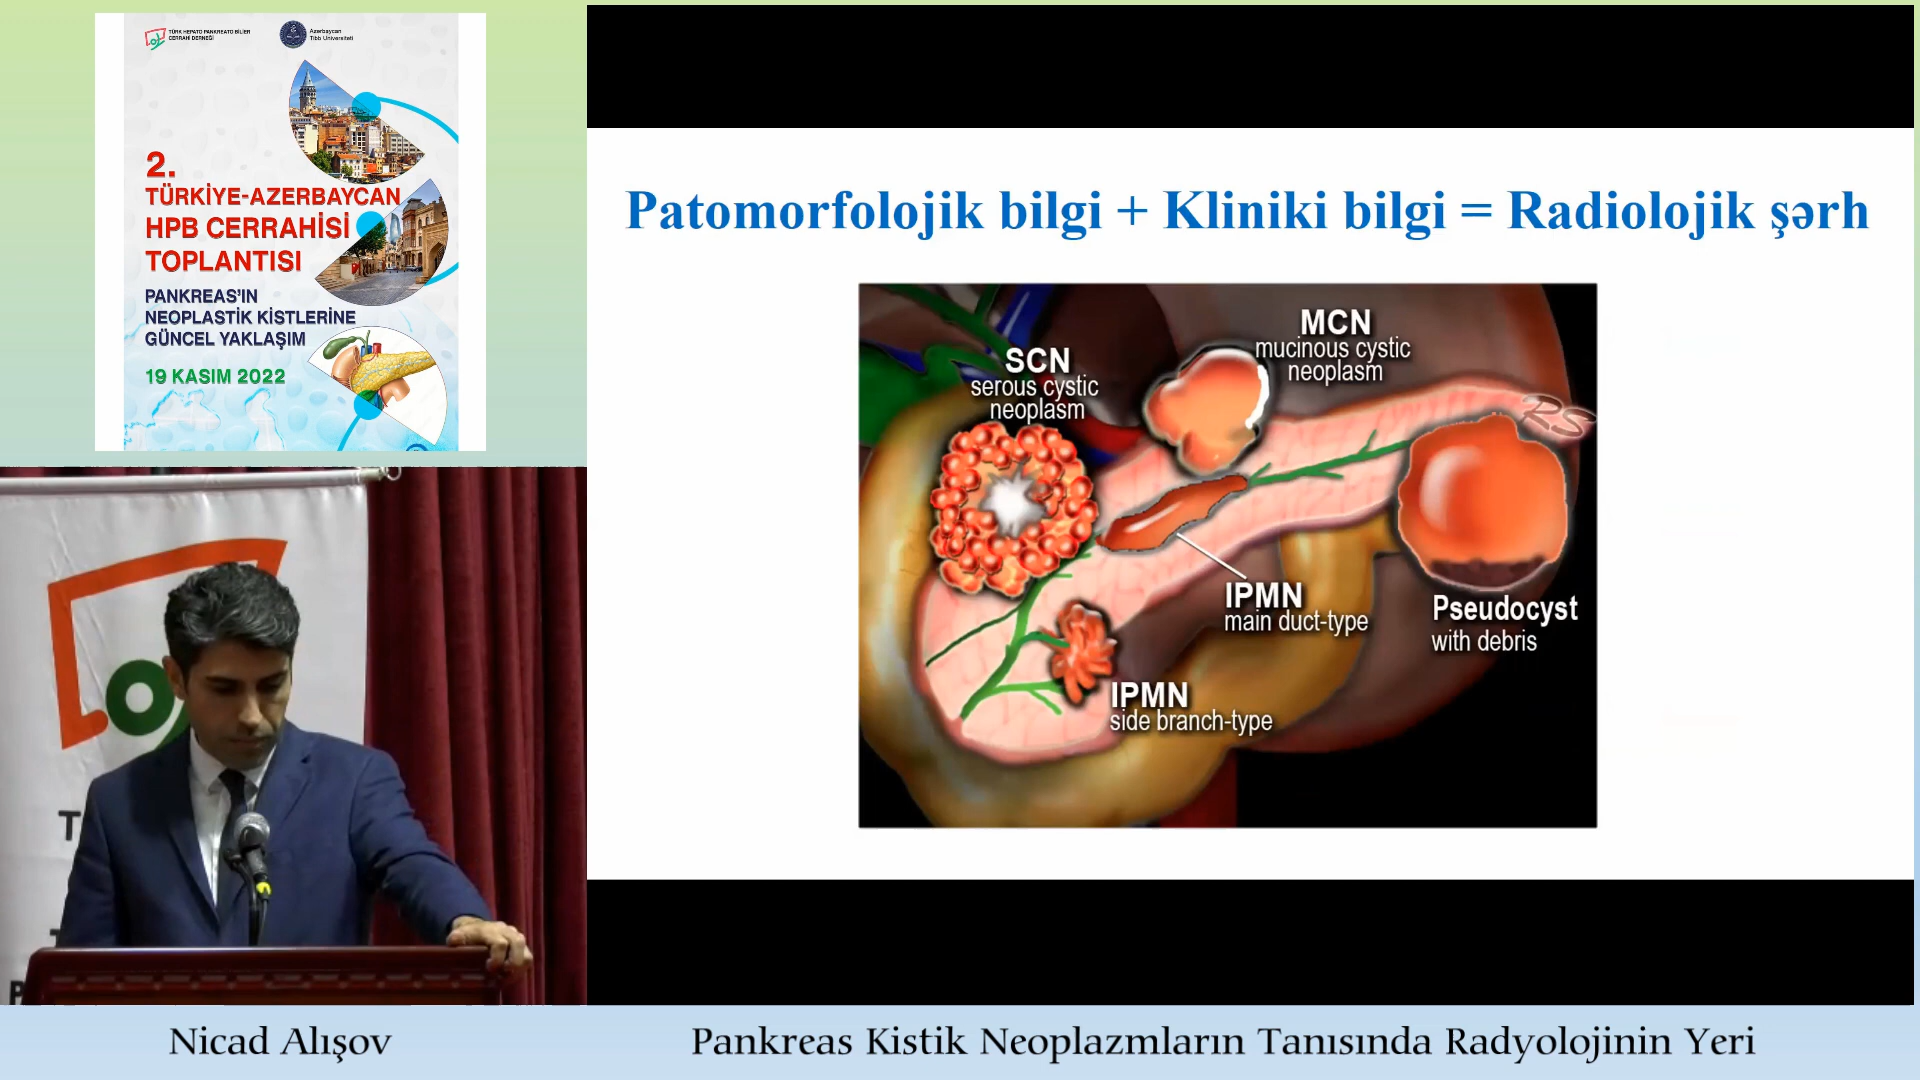 TÜRK HEPATO PANKREATO BİLİER
CERRAHİ DERNEĞİ
Azərbaycan
Tibb Universiteti
2.
TÜRKİYE-AZERBAYCAN
HPB CERRAHİSİ
TOPLANTISI
PANKREAS'IN
NEOPLASTİK KİSTLERİNE
GÜNCEL YAKLAŞIM
19 KASIM 2022
Patomorfolojik bilgi + Kliniki bilgi = Radiolojik şərh
MCN
mucinous cystic
neoplasm
SCN
serous cystic
neoplasm
RS
IPMN
main duct-type
Pseudocyst
with debris
IPMN
side branch-type
T
P
Nicad Alışov
Pankreas Kistik Neoplazmların Tanısında Radyolojinin Yeri